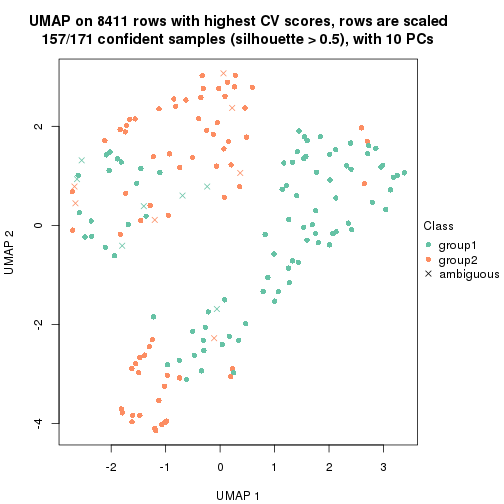 UMAP on 8411 rows with highest CV scores, rows are scaled
157/171 confident samples (silhouette > 0.5), with 10 PCs
2
0
-2
-4
UMAP 2
-2
-1
0
1
2
3
UMAP 1
Class
group1
group2
ambiguous